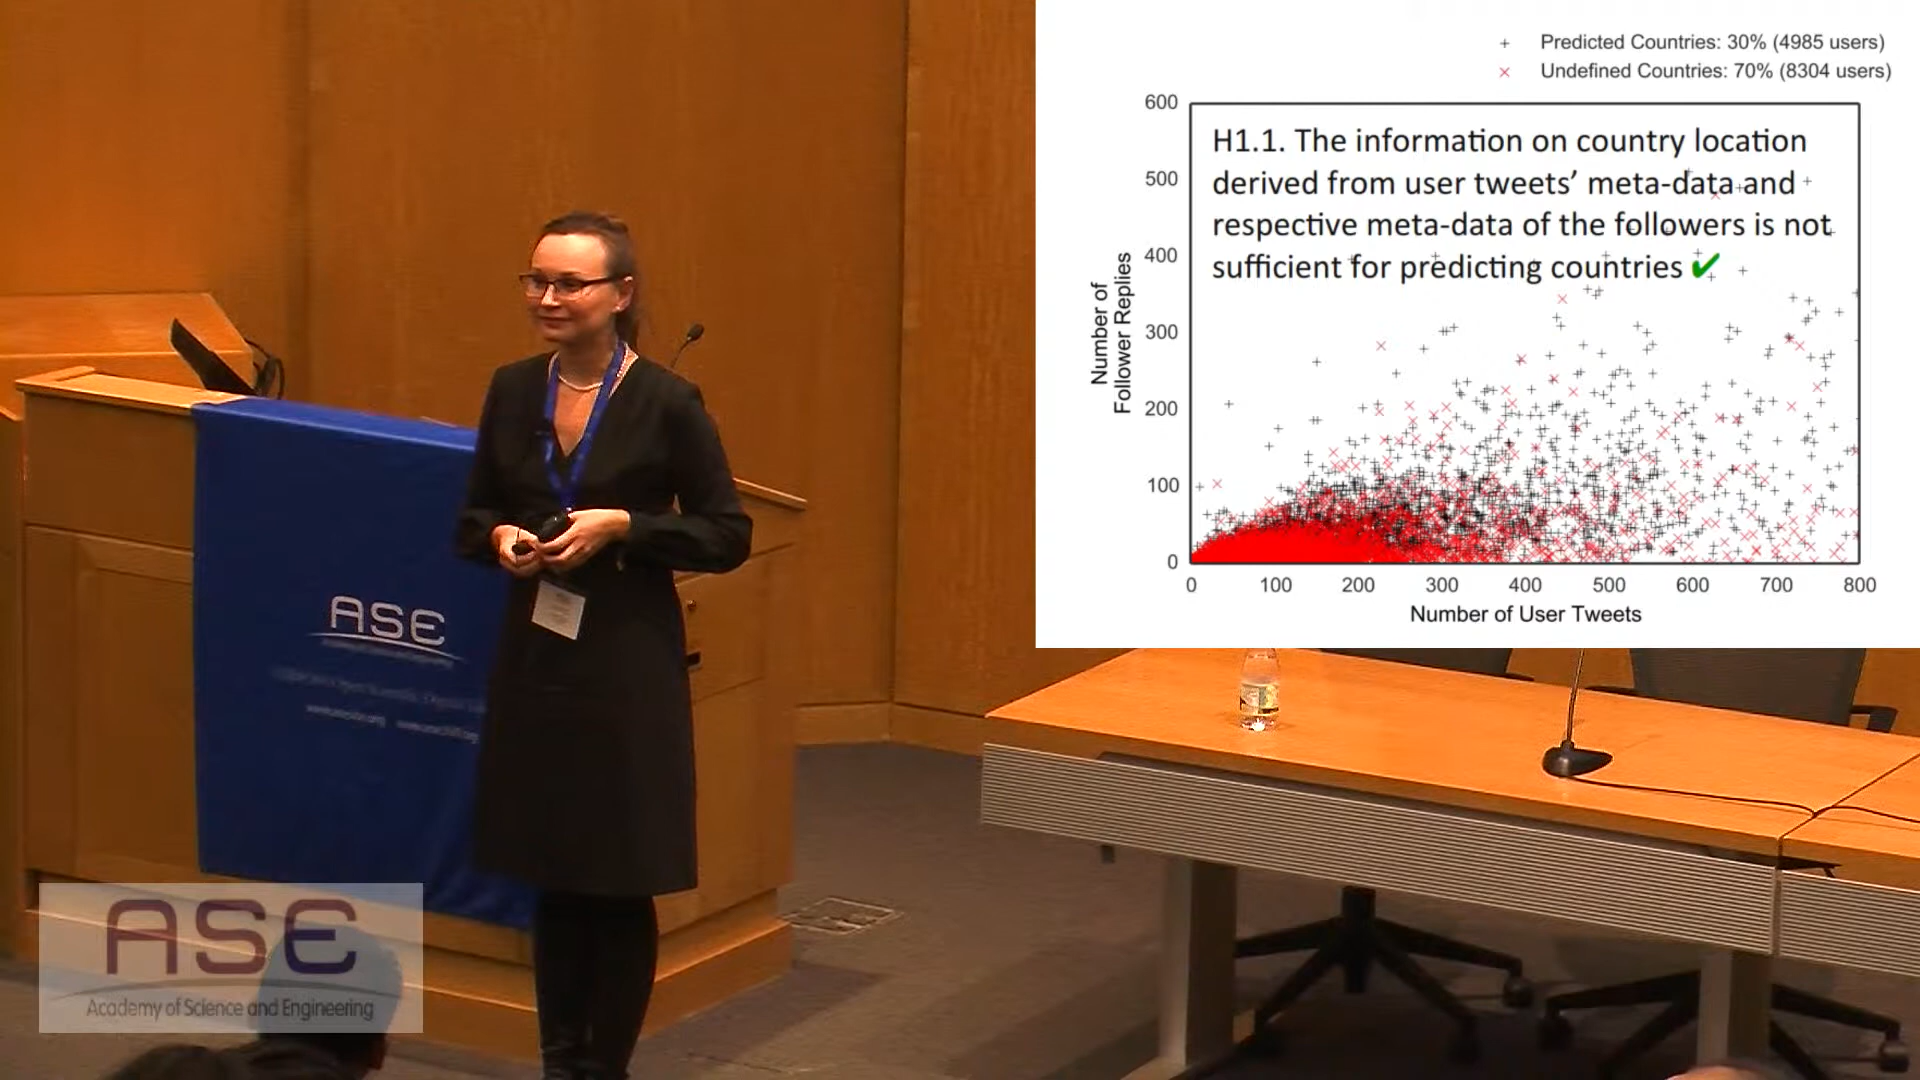 Predicted Countries: 30% (4985 users)
Undefined Countries: 70% (8304 users)
600
500
400
300
200
100
0
H1.1. The information on country location
derived from user tweets’ meta-data and
respective meta-data of the followers is not
sufficient for predicting countries ✔
Number of
Follower Replies
0 100 200 300 400 500 600 700 800
Number of User Tweets
ASE
ASE
Academy of Science and Engineering